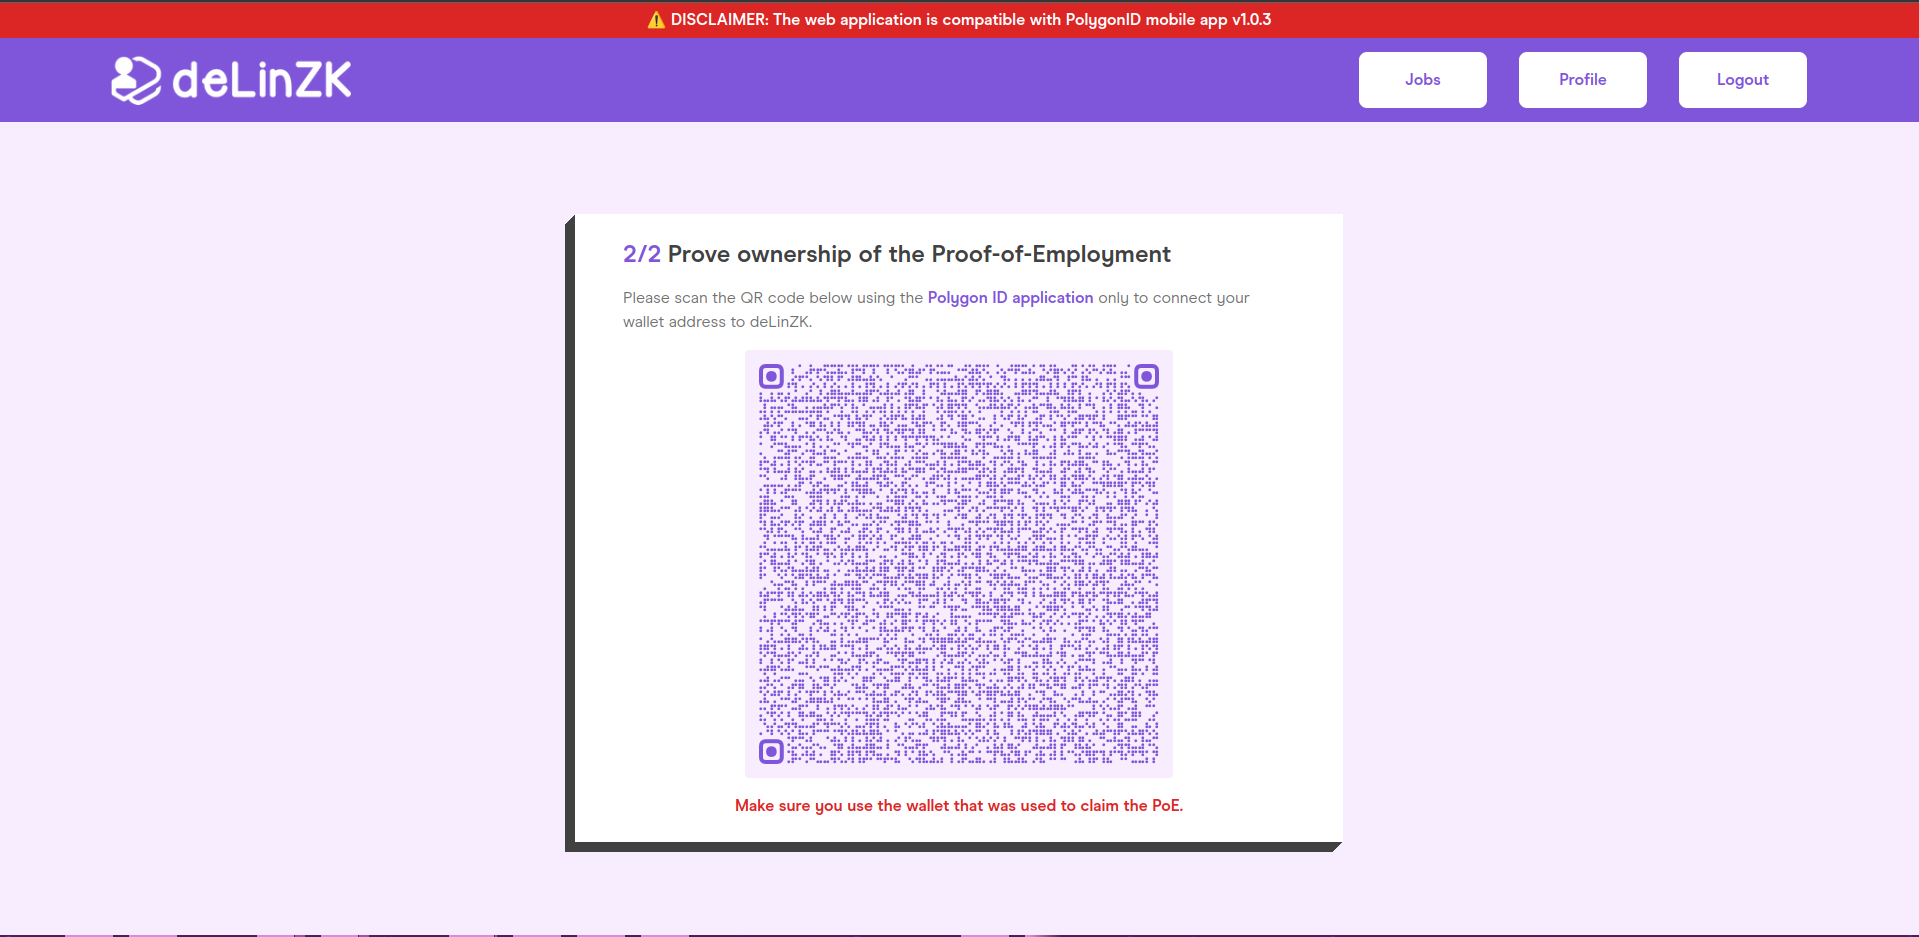 ⚠️ DISCLAIMER: The web application is compatible with PolygonID mobile app v1.0.3
deLinZK
Jobs
Profile
Logout
2/2 Prove ownership of the Proof-of-Employment
Please scan the QR code below using the Polygon ID application only to connect your
wallet address to deLinZK.
Make sure you use the wallet that was used to claim the PoE.